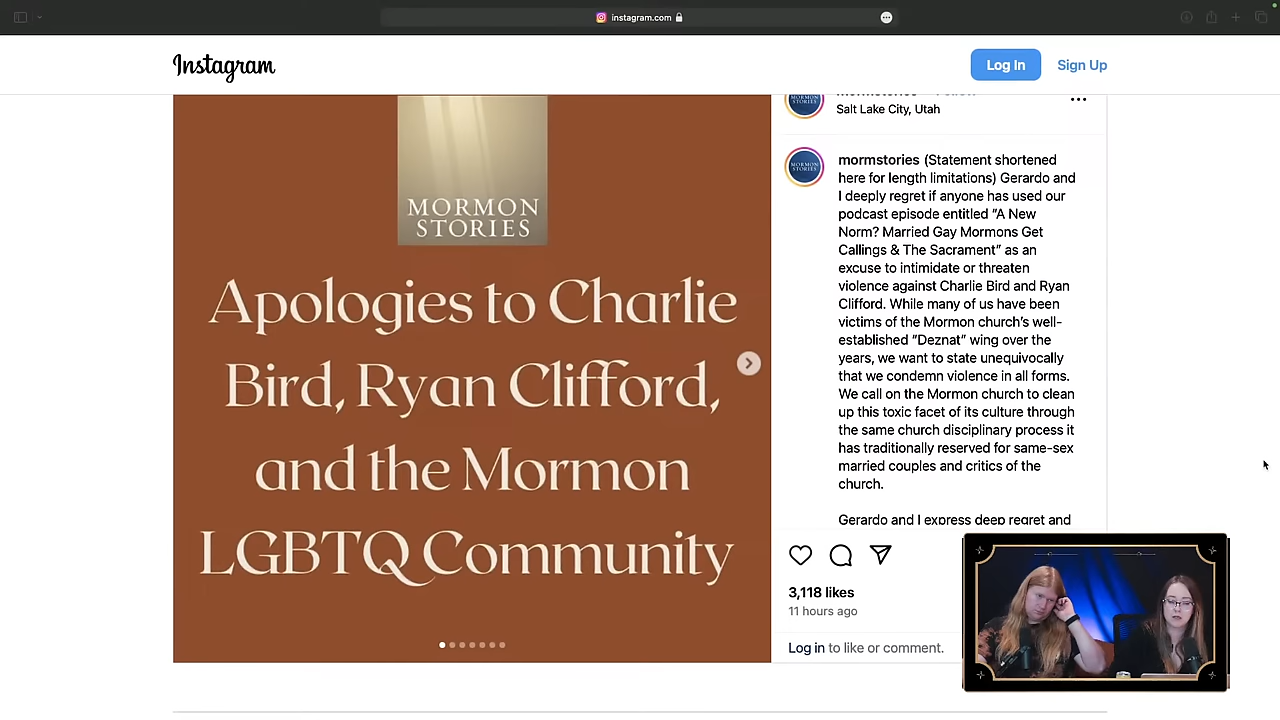 instagram.com
Instagram
Log In
Sign Up
MORMON
STORIES
Apologies to Charlie
Bird, Ryan Clifford,
and the Mormon
LGBTQ Community
MORMON
STORIES
Salt Lake City, Utah
MORMON
STORIES
mormstories (Statement shortened
here for length limitations) Gerardo and
I deeply regret if anyone has used our
podcast episode entitled "A New
Norm? Married Gay Mormons Get
Callings & The Sacrament" as an
excuse to intimidate or threaten
violence against Charlie Bird and Ryan
Clifford. While many of us have been
victims of the Mormon church's well-
established "Deznat" wing over the
years, we want to state unequivocally
that we condemn violence in all forms.
We call on the Mormon church to clean
up this toxic facet of its culture through
the same church disciplinary process it
has traditionally reserved for same-sex
married couples and critics of the
church.
Gerardo and I express deep regret and
3,118 likes
11 hours ago
Log in to like or comment.